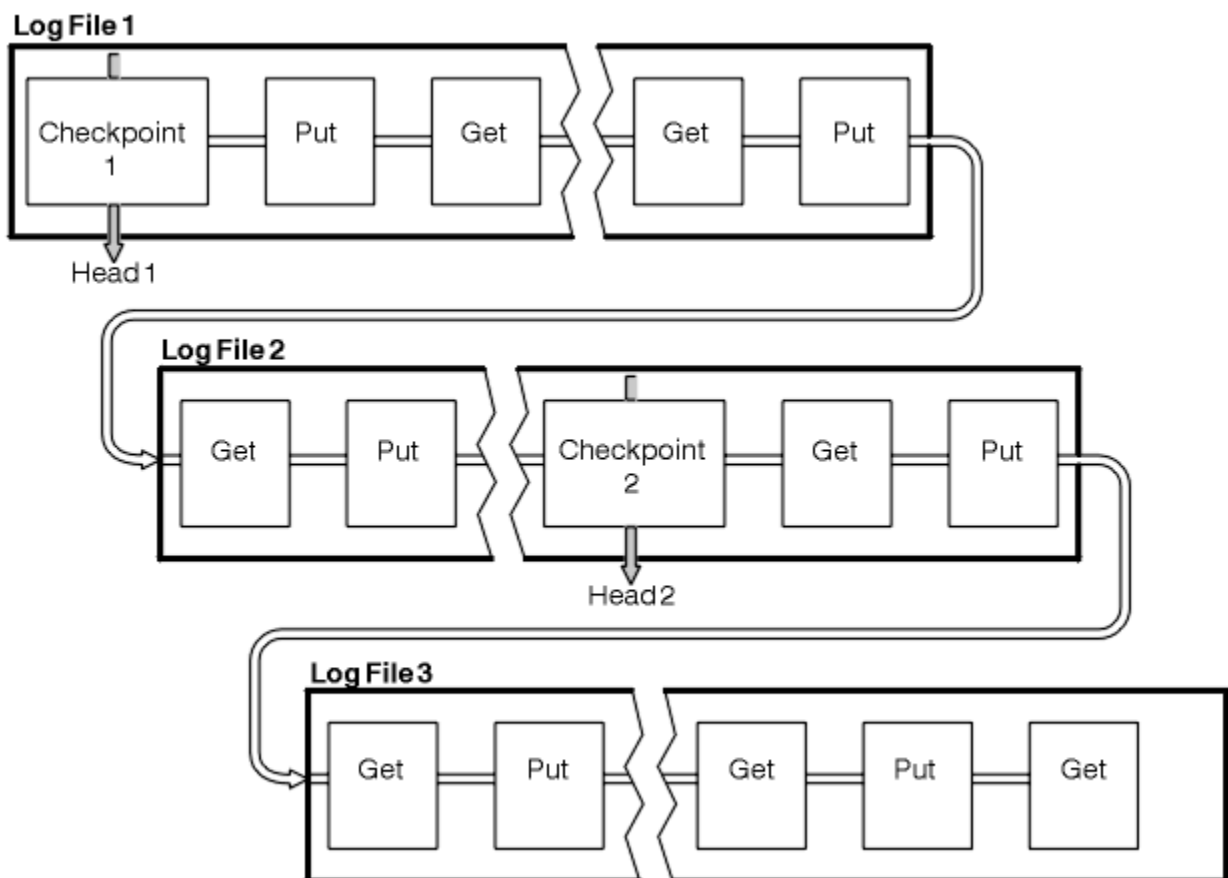 Log File 1
Checkpoint
1
Put
Get
Get
Put
Head 1
Log File 2
Get
Put
Checkpoint
2
Get
Put
Head 2
Log File 3
Get
Put
Get
Put
Get